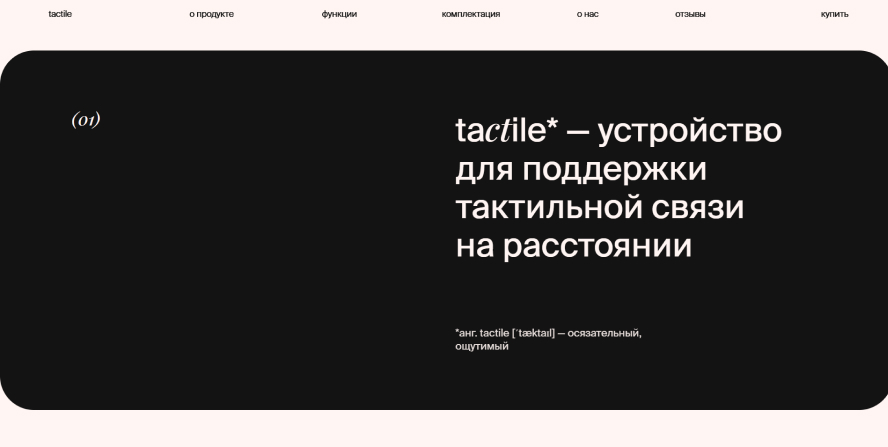 tactile о продукте функции комплектация о нас отзывы купить
(01)
tactile* — устройство
для поддержки
тактильной связи
на расстоянии
*анг. tactile [ˈtæktaɪl] — осязательный,
ощутимый